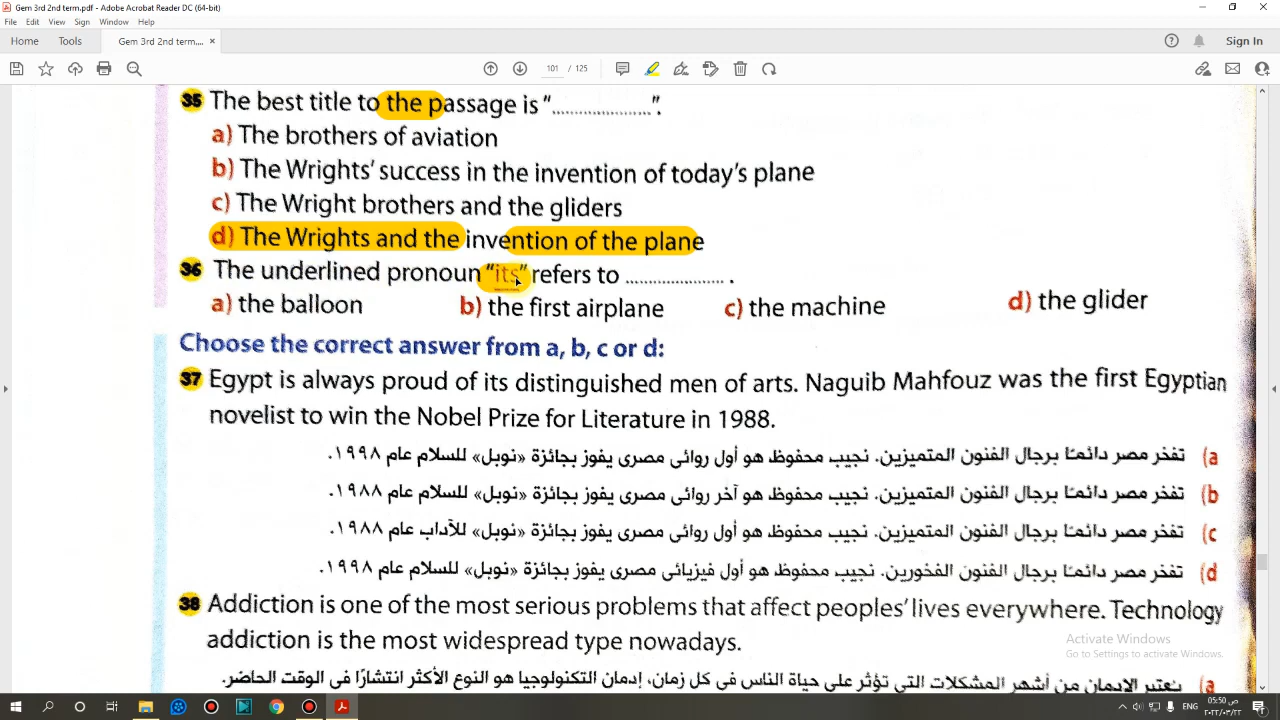 Gem 3rd 2nd term.pdf - Adobe Acrobat Reader DC (64-bit)
File Edit View Sign Window Help
Home Tools Gem 3rd 2nd term.... × Sign In
101 / 125
35 The best title to the passage is "....................".
a) The brothers of aviation
b) The Wrights' success in the invention of today's plane
c) The Wright brothers and the gliders
d) The Wrights and the invention of the plane
36 The underlined pronoun "its" refers to .................... .
a) the balloon b) the first airplane c) the machine d) the glider
Choose the correct answer from a, b, c or d:
37 Egypt is always proud of its distinguished men of arts. Naguib Mahfouz was the first Egyptian
novelist to win the Nobel Prize for Literature in 1988.
a) تفخر مصر دائمًا برجال الفنون المتميزين. نجيب محفوظ هو أول روائى مصرى يفوز بجائزة «نوبل» للسلام عام ١٩٩٨.
b) تفخر مصر دائمًا برجال الفنون المتميزين. نجيب محفوظ هو آخر روائى مصرى يفوز بجائزة «نوبل» للسلام عام ١٩٨٨.
c) تفخر مصر دائمًا برجال الفنون المتميزين. نجيب محفوظ هو أول روائى مصرى يفوز بجائزة «نوبل» للآداب عام ١٩٨٨.
d) تفخر مصر دائمًا برجال الفنون الفخورين. نجيب محفوظ هو أول فيزيائى مصرى يفوز بجائزة «نوبل» للسلام عام ١٩٩٨.
38 Addiction is one of the most serious problems that affect peoples' lives everywhere. Technology
addiction is the most widespread type nowadays.
Activate Windows
Go to Settings to activate Windows.
a) يعتبر الإدمان من أشهر المشكلات التى تؤثر على حياة الناس فى كل زمان، إدمان التكنولوجيا هو النوع الأكثر انتشارًا فى الوقت الحاضر.
ENG 05:50 ص
٢٠٢٢/٠٣/٢٢